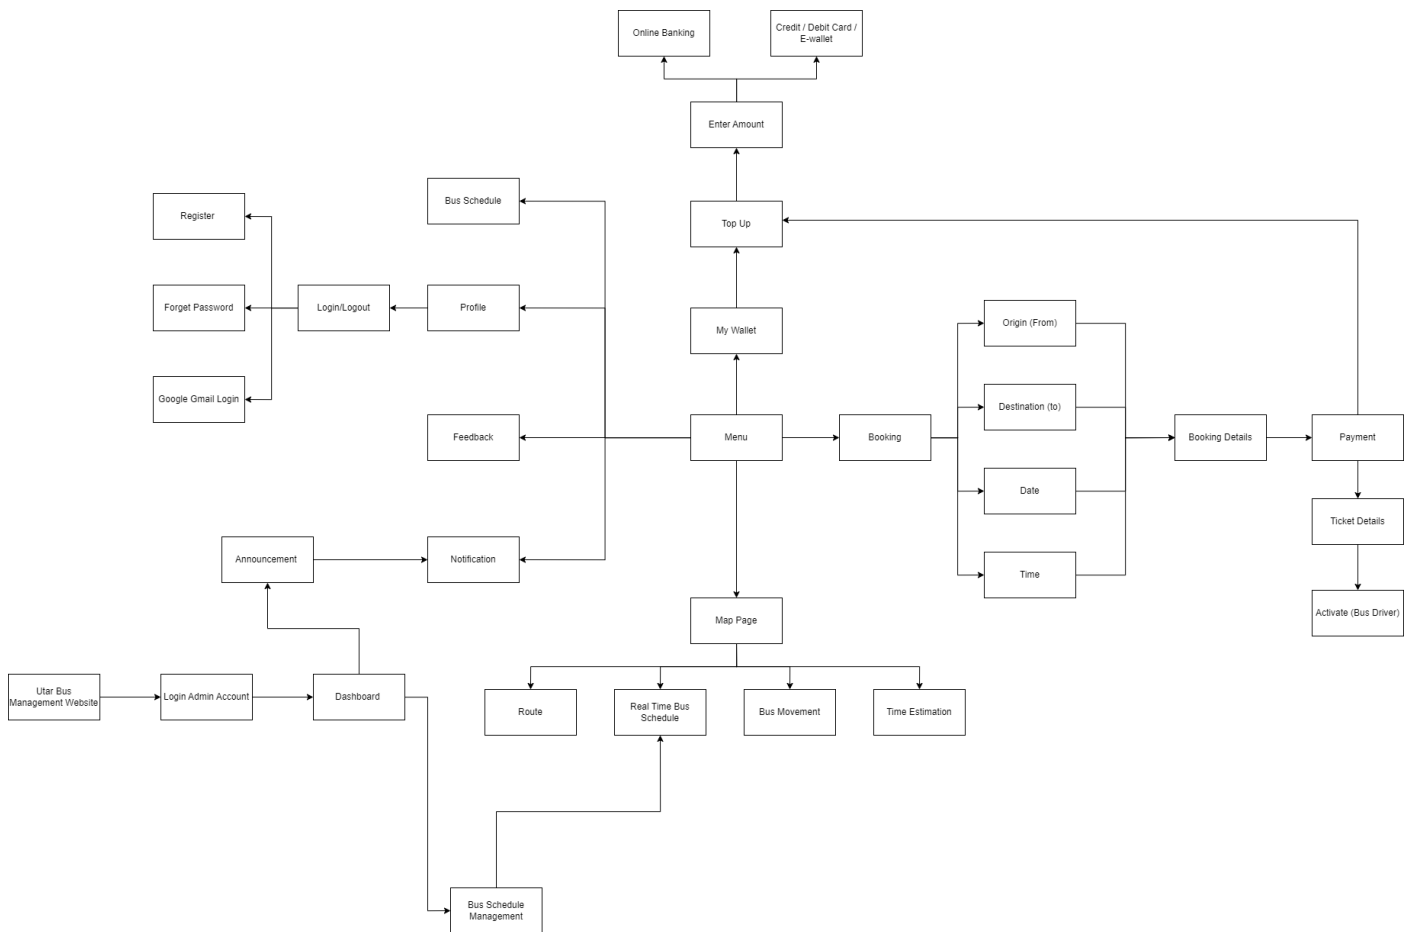 Online Banking
Credit / Debit Card /
E-wallet
Enter Amount
Bus Schedule
Register
Top Up
Forget Password
Login/Logout
Profile
My Wallet
Origin (From)
Google Gmail Login
Destination (to)
Feedback
Menu
Booking
Booking Details
Payment
Date
Ticket Details
Announcement
Notification
Time
Activate (Bus Driver)
Map Page
Utar Bus
Management Website
Login Admin Account
Dashboard
Route
Real Time Bus
Schedule
Bus Movement
Time Estimation
Bus Schedule
Management